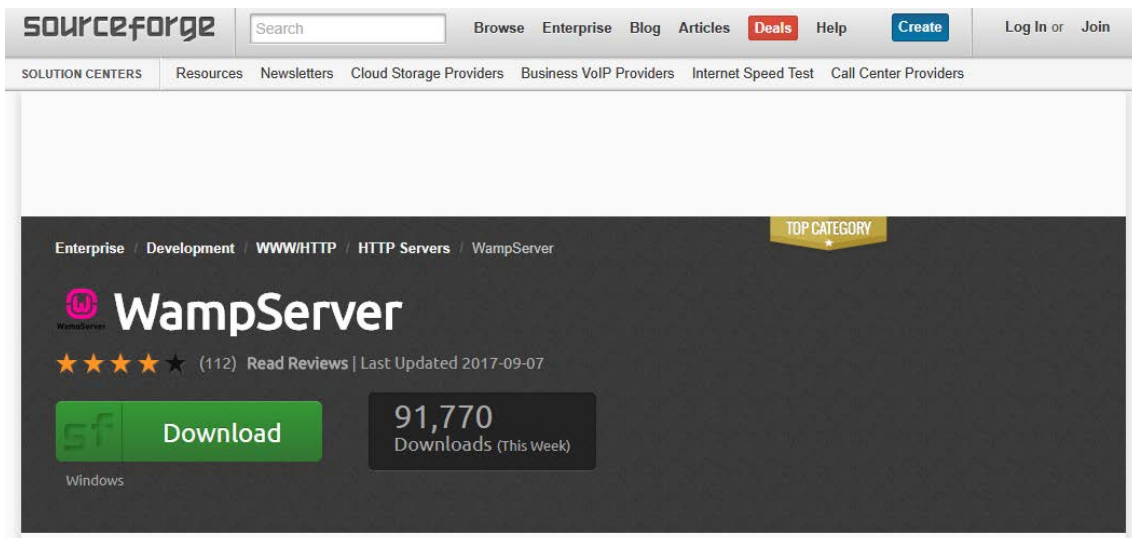 sourceforge Search Browse Enterprise Blog Articles Deals Help Create Log In or Join
SOLUTION CENTERS Resources Newsletters Cloud Storage Providers Business VoIP Providers Internet Speed Test Call Center Providers
TOP CATEGORY
Enterprise / Development / WWW/HTTP / HTTP Servers / WampServer
WampServer
WampServer
(112) Read Reviews | Last Updated 2017-09-07
sf Download
91,770
Downloads (This Week)
Windows